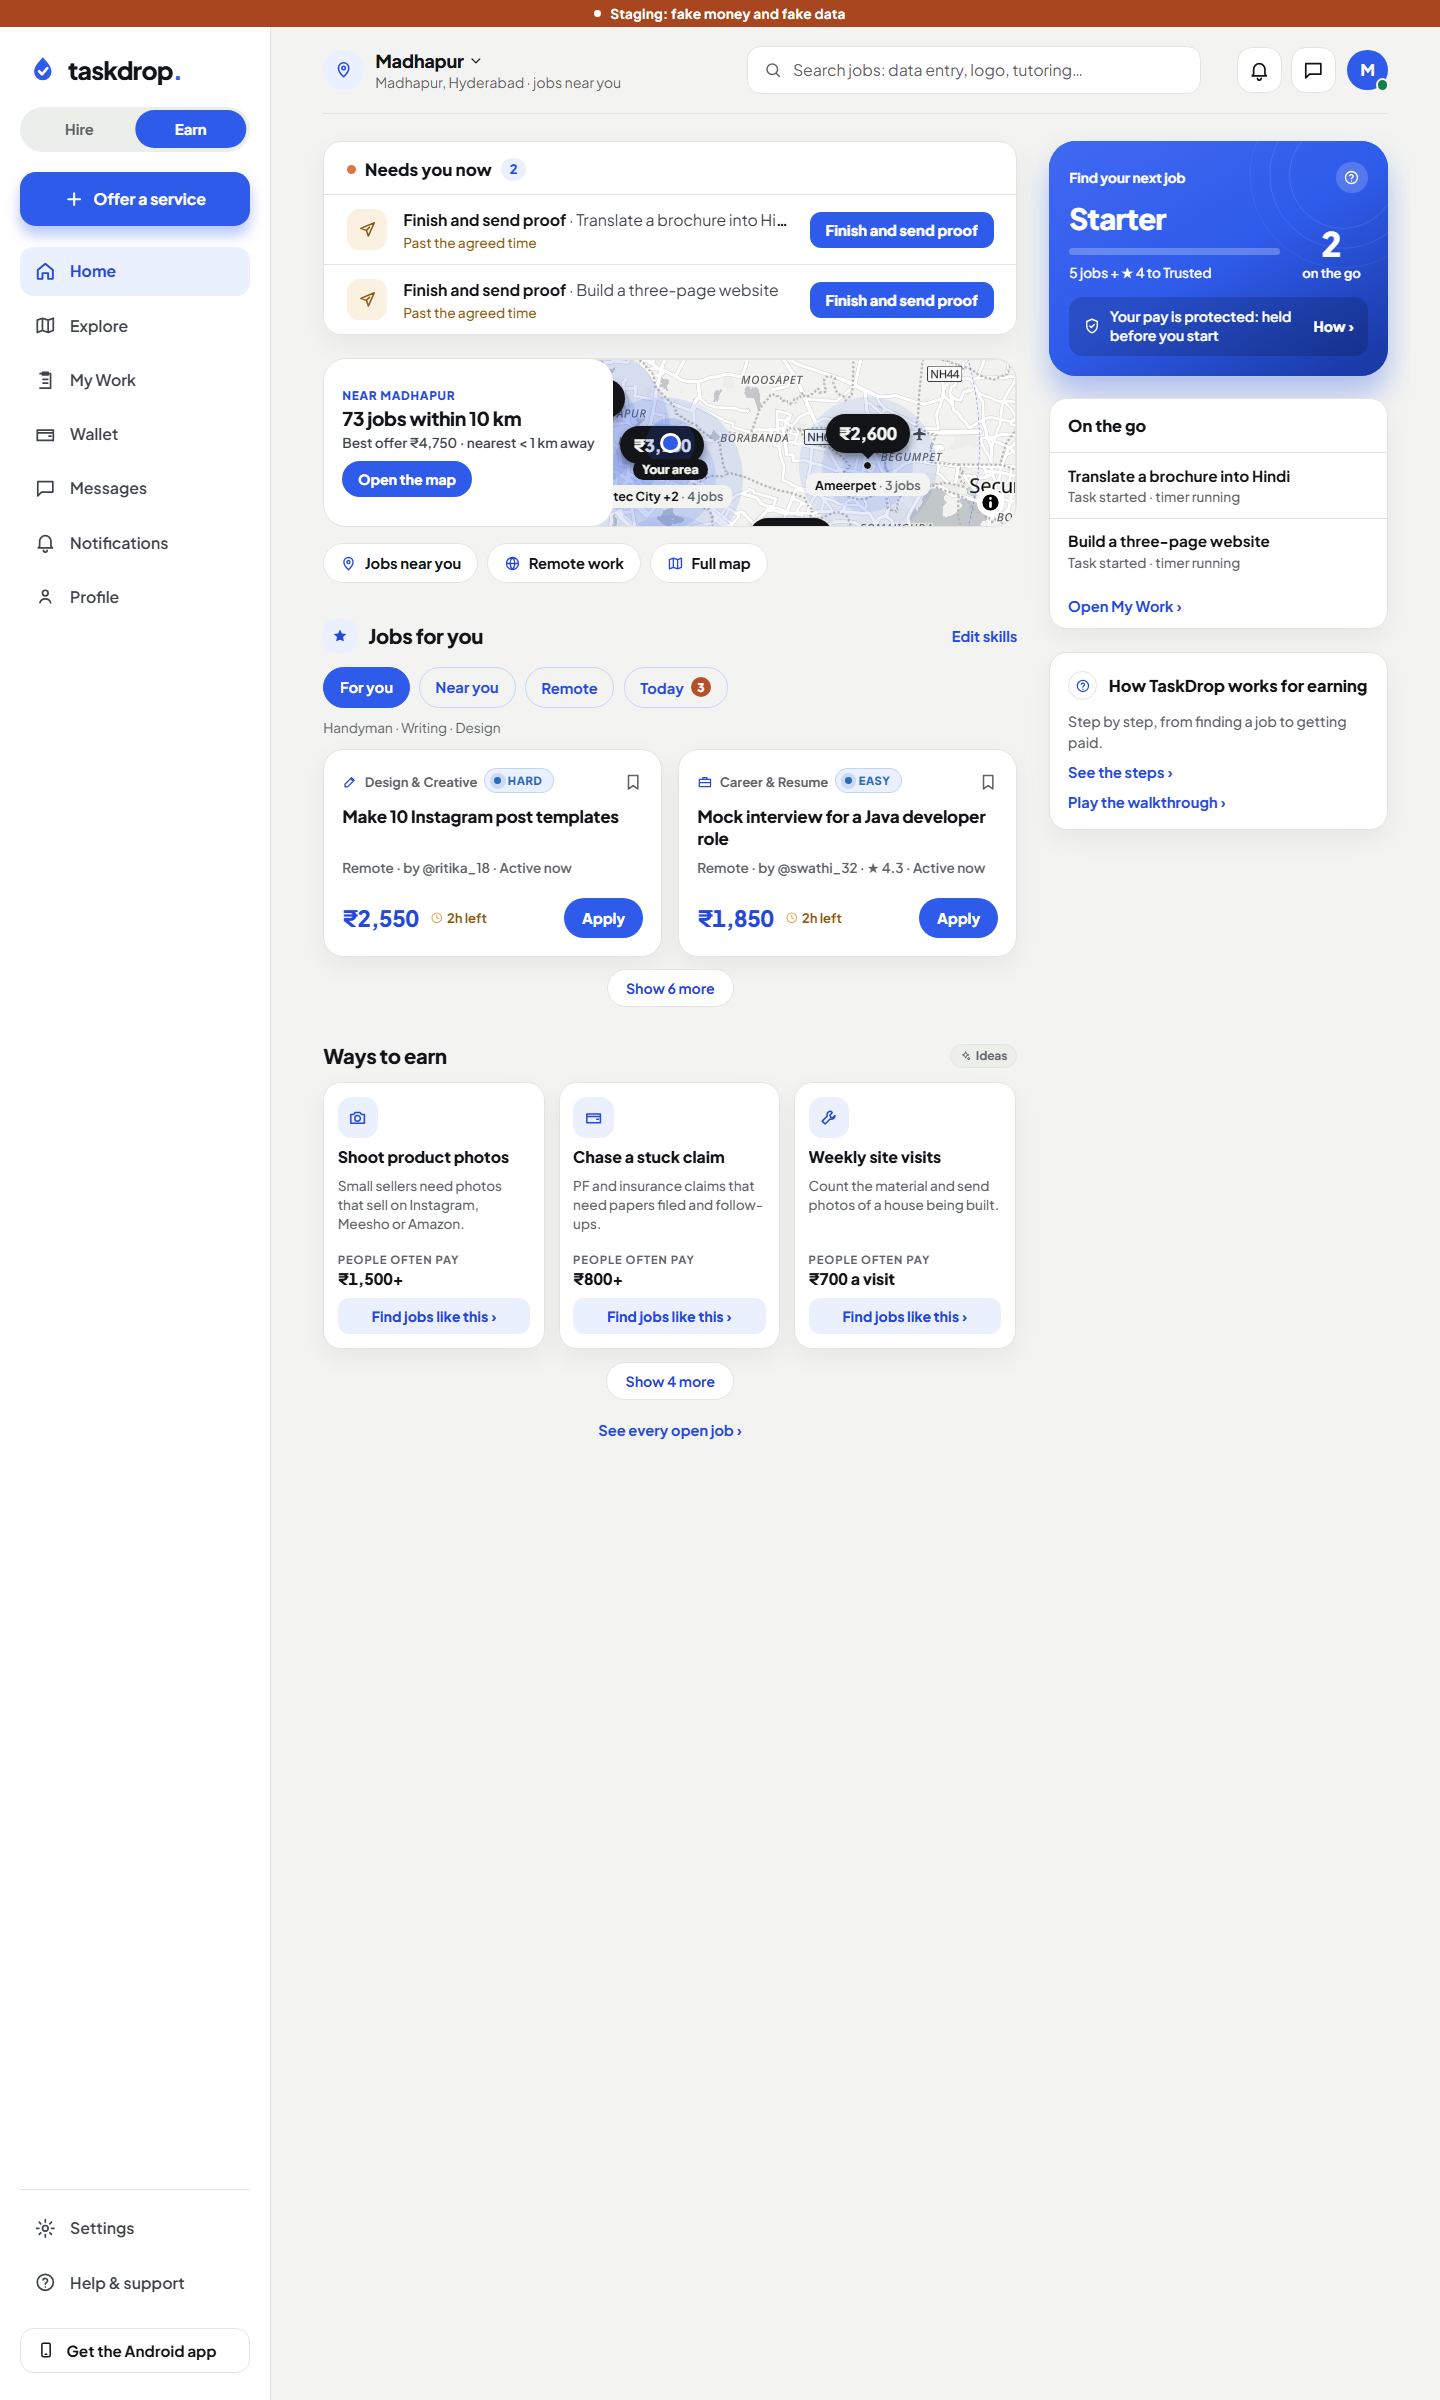 Staging: fake money and fake data
taskdrop.
Hire
Earn
Offer a service
Home
Explore
My Work
Wallet
Messages
Notifications
Profile
Settings
Help & support
Get the Android app
Madhapur
Madhapur, Hyderabad · jobs near you
Search jobs: data entry, logo, tutoring...
M
Needs you now 2
Finish and send proof · Translate a brochure into Hi...
Past the agreed time
Finish and send proof
Finish and send proof · Build a three-page website
Past the agreed time
Finish and send proof
NEAR MADHAPUR
73 jobs within 10 km
Best offer ₹4,750 · nearest < 1 km away
Open the map
MOOSAPET
NH44
APUR
BORABANDA
₹2,600
BEGUMPET
Your area
tec City +2 · 4 jobs
Ameerpet · 3 jobs
Secur
BO
Jobs near you
Remote work
Full map
Jobs for you
Edit skills
For you
Near you
Remote
Today 3
Handyman · Writing · Design
Design & Creative
HARD
Make 10 Instagram post templates
Remote · by @ritika_18 · Active now
₹2,550
2h left
Apply
Career & Resume
EASY
Mock interview for a Java developer
role
Remote · by @swathi_32 · ★ 4.3 · Active now
₹1,850
2h left
Apply
Show 6 more
Ways to earn
Ideas
Shoot product photos
Small sellers need photos
that sell on Instagram,
Meesho or Amazon.
PEOPLE OFTEN PAY
₹1,500+
Find jobs like this ›
Chase a stuck claim
PF and insurance claims that
need papers filed and follow-
ups.
PEOPLE OFTEN PAY
₹800+
Find jobs like this ›
Weekly site visits
Count the material and send
photos of a house being built.
PEOPLE OFTEN PAY
₹700 a visit
Find jobs like this ›
Show 4 more
See every open job ›
Find your next job
Starter
5 jobs + ★ 4 to Trusted
2
on the go
Your pay is protected: held
before you start
How ›
On the go
Translate a brochure into Hindi
Task started · timer running
Build a three-page website
Task started · timer running
Open My Work ›
How TaskDrop works for earning
Step by step, from finding a job to getting
paid.
See the steps ›
Play the walkthrough ›